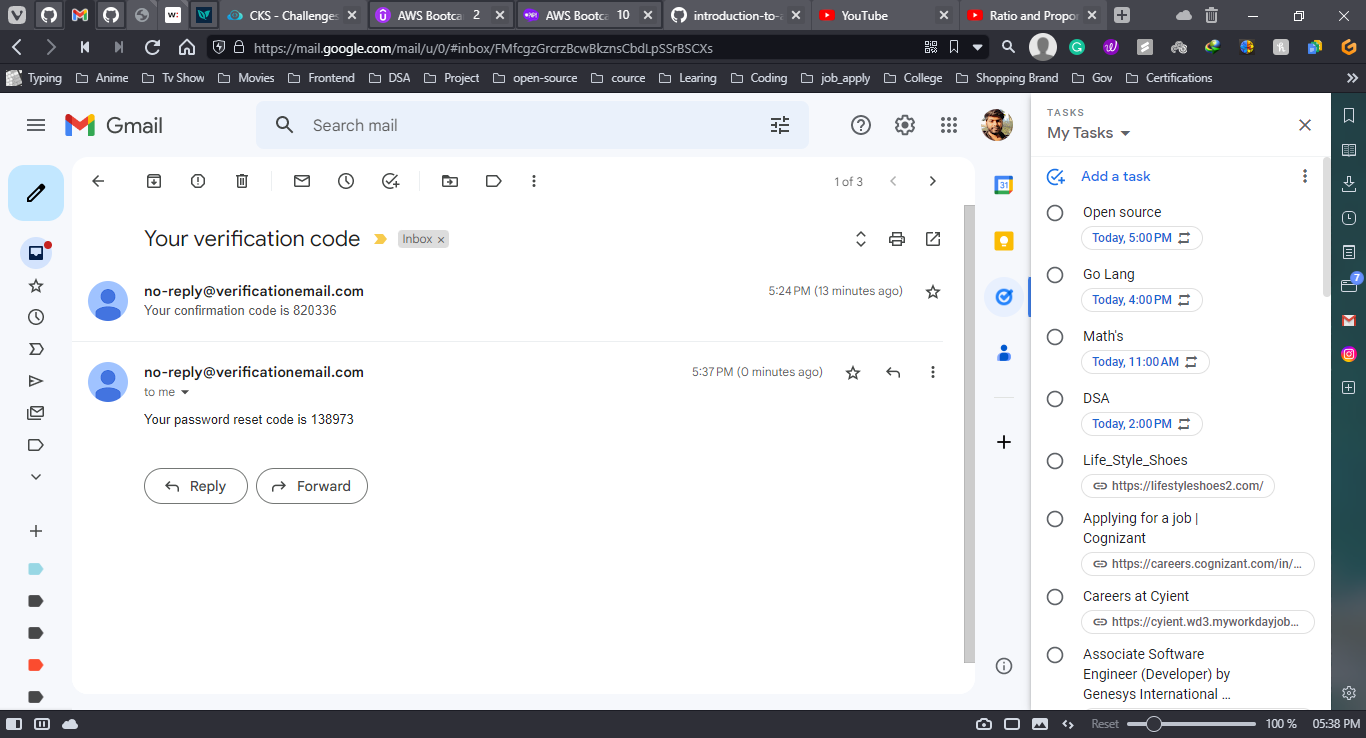 CKS - Challenges
AWS Bootca 2
AWS Bootca 10
introduction-to-a
YouTube
Ratio and Propor
https://mail.google.com/mail/u/0/#inbox/FMfcgzGrcrzBcwBkznsCbdLpSSrBSCXs
Typing
Anime
Tv Show
Movies
Frontend
DSA
Project
open-source
cource
Learing
Coding
job_apply
College
Shopping Brand
Gov
Certifications
Gmail
Search mail
1 of 3
Your verification code
Inbox ×
no-reply@verificationemail.com
5:24 PM (13 minutes ago)
Your confirmation code is 820336
no-reply@verificationemail.com
5:37 PM (0 minutes ago)
to me
Your password reset code is 138973
Reply
Forward
31
TASKS
My Tasks
Add a task
Open source
Today, 5:00 PM
Go Lang
Today, 4:00 PM
Math's
Today, 11:00 AM
DSA
Today, 2:00 PM
Life_Style_Shoes
https://lifestyleshoes2.com/
Applying for a job |
Cognizant
https://careers.cognizant.com/in/...
Careers at Cyient
https://cyient.wd3.myworkdayjob...
Associate Software
Engineer (Developer) by
Genesys International ...
7
Reset
100 %
05:38 PM